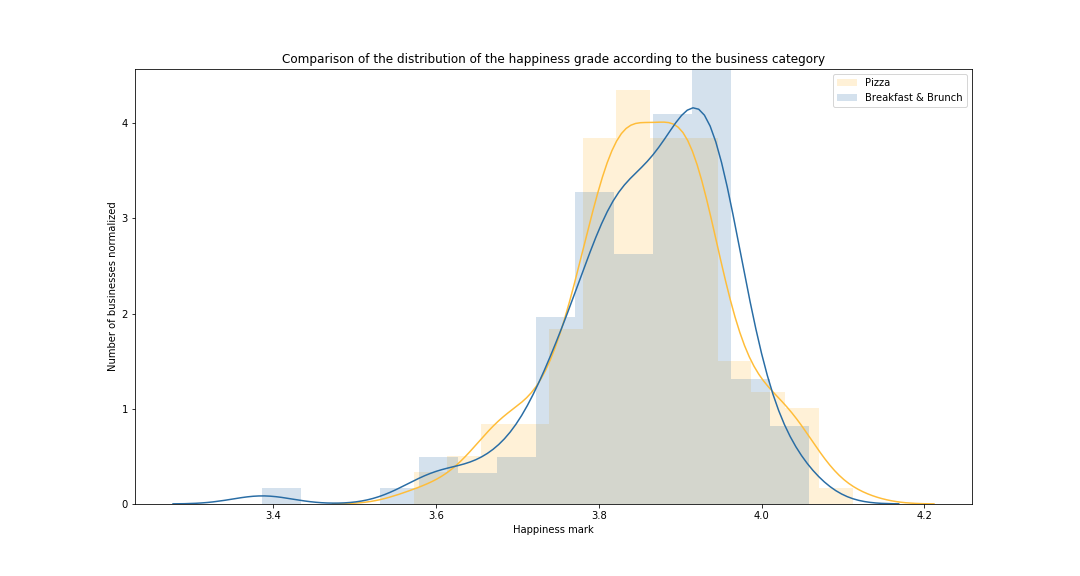 Comparison of the distribution of the happiness grade according to the business category
Pizza
Breakfast & Brunch
Number of businesses normalized
4
3
2
1
0
3.4 3.6 3.8 4.0 4.2
Happiness mark